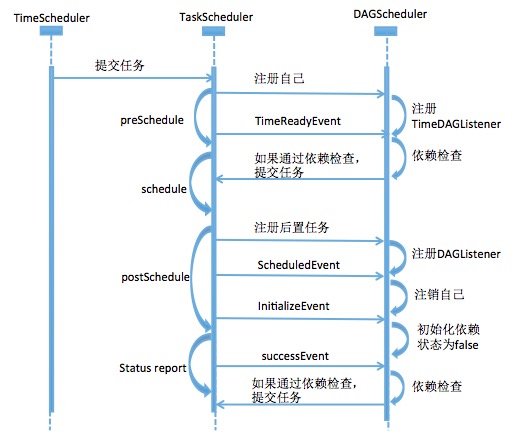 TimeScheduler
TaskScheduler
DAGScheduler
提交任务
注册自己
注册
TimeDAGListener
preSchedule
TimeReadyEvent
如果通过依赖检查，
提交任务
依赖检查
schedule
注册后置任务
注册DAGListener
ScheduledEvent
postSchedule
注销自己
InitializeEvent
初始化依赖
状态为false
successEvent
Status report
如果通过依赖检查，
提交任务
依赖检查